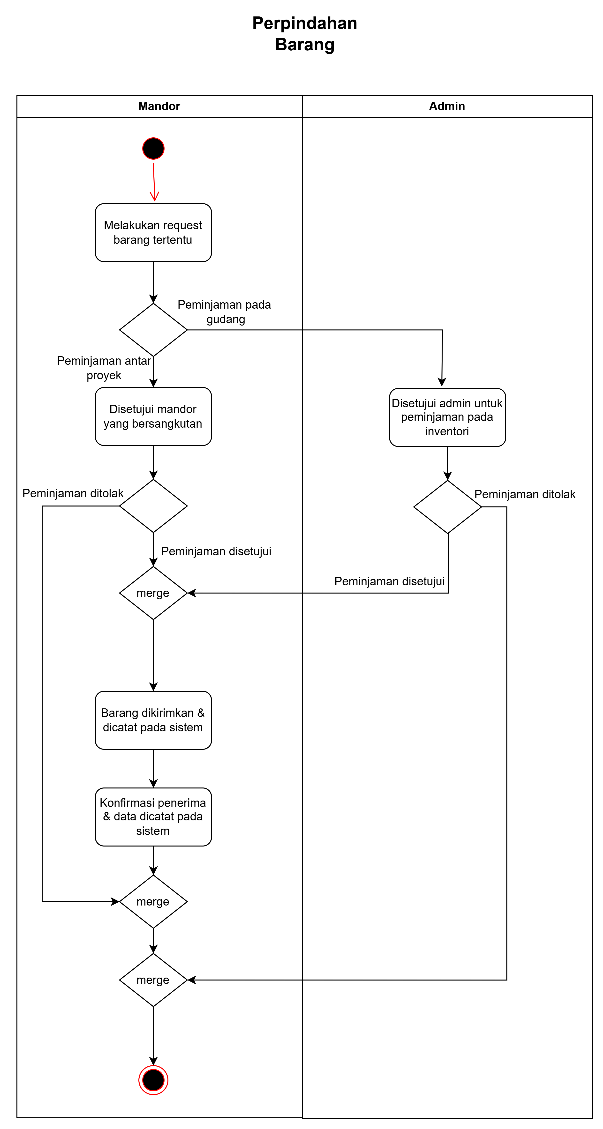 Perpindahan
Barang
Mandor
Admin
Melakukan request
barang tertentu
Peminjaman pada
gudang
Peminjaman antar
proyek
Disetujui mandor
yang bersangkutan
Disetujui admin untuk
peminjaman pada
inventori
Peminjaman ditolak
Peminjaman ditolak
Peminjaman disetujui
Peminjaman disetujui
merge
Barang dikirimkan &
dicatat pada sistem
Konfirmasi penerima
& data dicatat pada
sistem
merge
merge